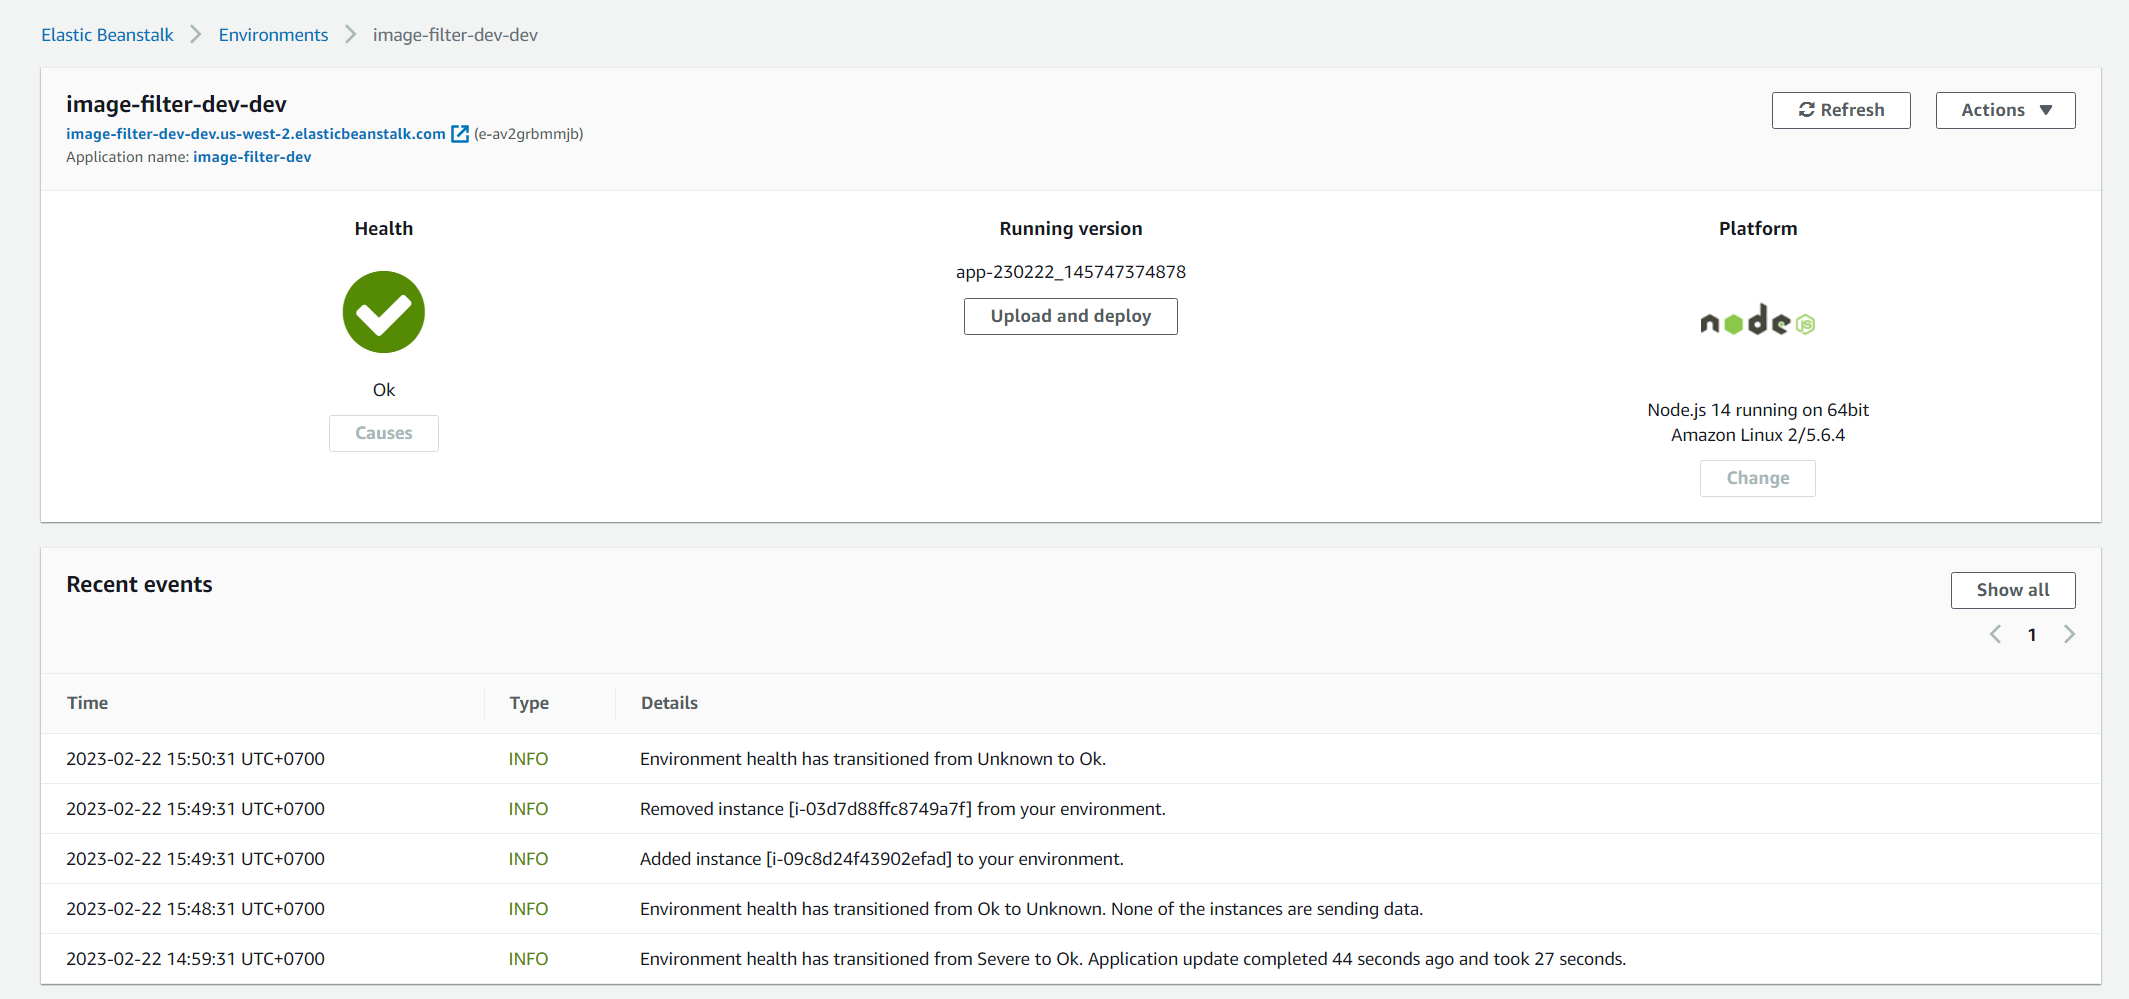 Elastic Beanstalk > Environments > image-filter-dev-dev
image-filter-dev-dev
image-filter-dev-dev.us-west-2.elasticbeanstalk.com (e-av2grbmmjb)
Application name: image-filter-dev
Refresh
Actions
Health
Ok
Causes
Running version
app-230222_145747374878
Upload and deploy
Platform
node JS
Node.js 14 running on 64bit
Amazon Linux 2/5.6.4
Change
Recent events
Show all
1
Time Type Details
2023-02-22 15:50:31 UTC+0700 INFO Environment health has transitioned from Unknown to Ok.
2023-02-22 15:49:31 UTC+0700 INFO Removed instance [i-03d7d88ffc8749a7f] from your environment.
2023-02-22 15:49:31 UTC+0700 INFO Added instance [i-09c8d24f43902efad] to your environment.
2023-02-22 15:48:31 UTC+0700 INFO Environment health has transitioned from Ok to Unknown. None of the instances are sending data.
2023-02-22 14:59:31 UTC+0700 INFO Environment health has transitioned from Severe to Ok. Application update completed 44 seconds ago and took 27 seconds.